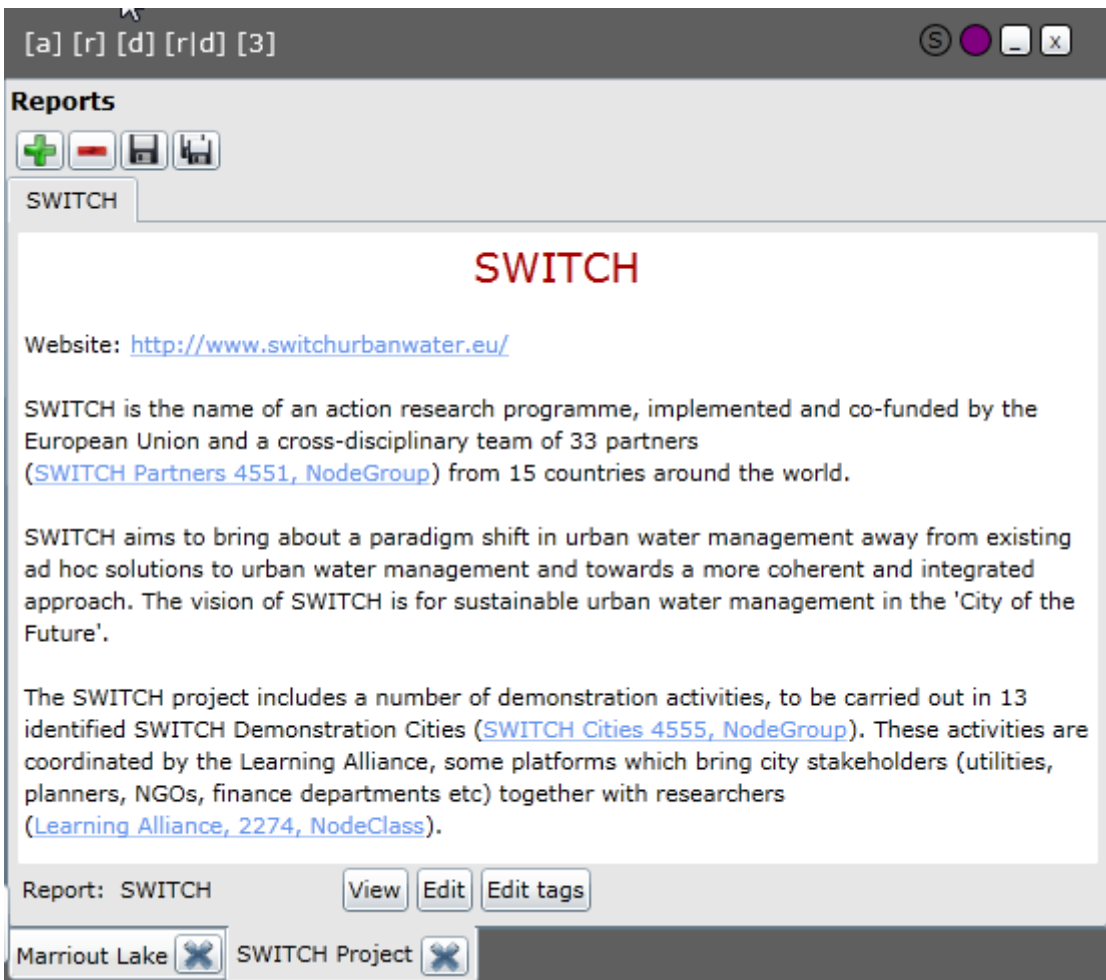 [a] [r] [d] [r|d] [3]
S
_
x
Reports
SWITCH
SWITCH
Website: http://www.switchurbanwater.eu/
SWITCH is the name of an action research programme, implemented and co-funded by the
European Union and a cross-disciplinary team of 33 partners
(SWITCH Partners 4551, NodeGroup) from 15 countries around the world.
SWITCH aims to bring about a paradigm shift in urban water management away from existing
ad hoc solutions to urban water management and towards a more coherent and integrated
approach. The vision of SWITCH is for sustainable urban water management in the 'City of the
Future'.
The SWITCH project includes a number of demonstration activities, to be carried out in 13
identified SWITCH Demonstration Cities (SWITCH Cities 4555, NodeGroup). These activities are
coordinated by the Learning Alliance, some platforms which bring city stakeholders (utilities,
planners, NGOs, finance departments etc) together with researchers
(Learning Alliance, 2274, NodeClass).
Report: SWITCH View Edit Edit tags
Marriout Lake SWITCH Project